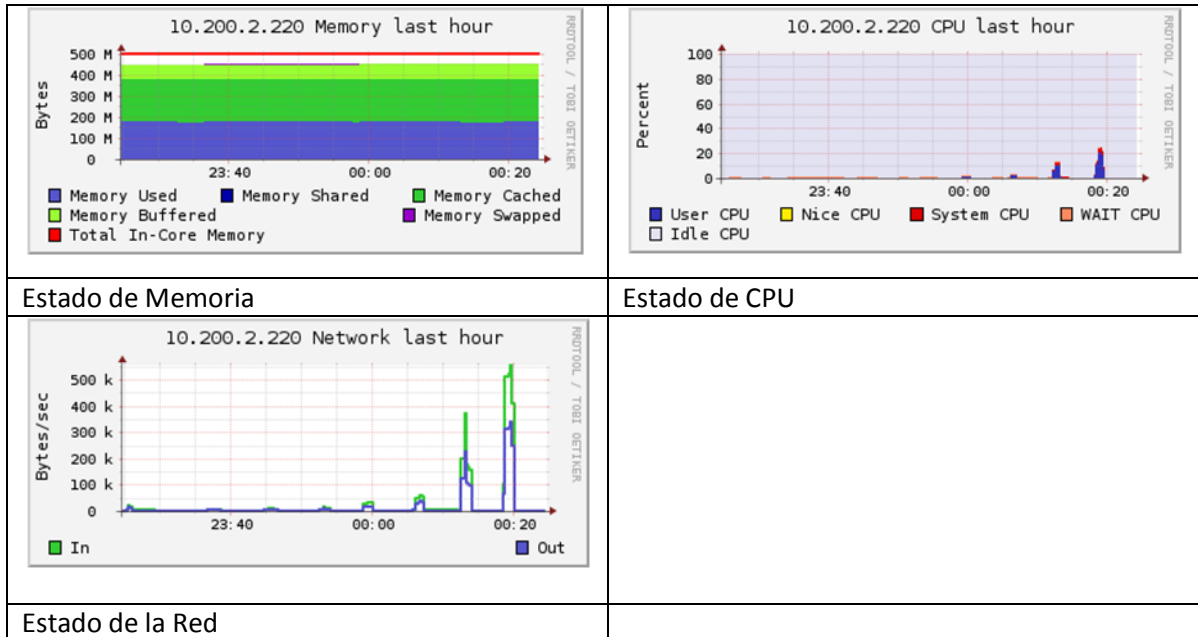 10.200.2.220 Memory last hour
RRDTOOL / TOBI OETIKER
Bytes
500 M
400 M
300 M
200 M
100 M
0
23:40 00:00 00:20
Memory Used Memory Shared Memory Cached
Memory Buffered Memory Swapped
Total In-Core Memory
10.200.2.220 CPU last hour
RRDTOOL / TOBI OETIKER
Percent
100
80
60
40
20
0
23:40 00:00 00:20
User CPU Nice CPU System CPU WAIT CPU
Idle CPU
Estado de Memoria
Estado de CPU
10.200.2.220 Network last hour
RRDTOOL / TOBI OETIKER
Bytes/sec
500 k
400 k
300 k
200 k
100 k
0
23:40 00:00 00:20
In Out
Estado de la Red